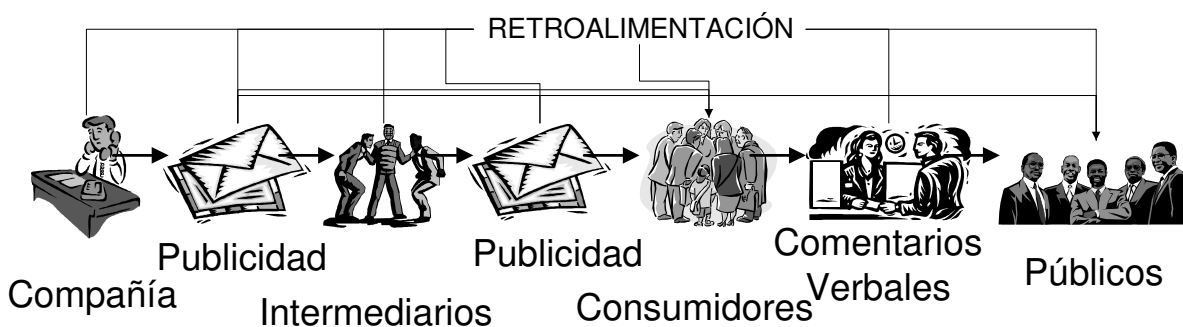 RETROALIMENTACIÓN
Compañía
Publicidad
Intermediarios
Publicidad
Consumidores
Comentarios
Verbales
Públicos